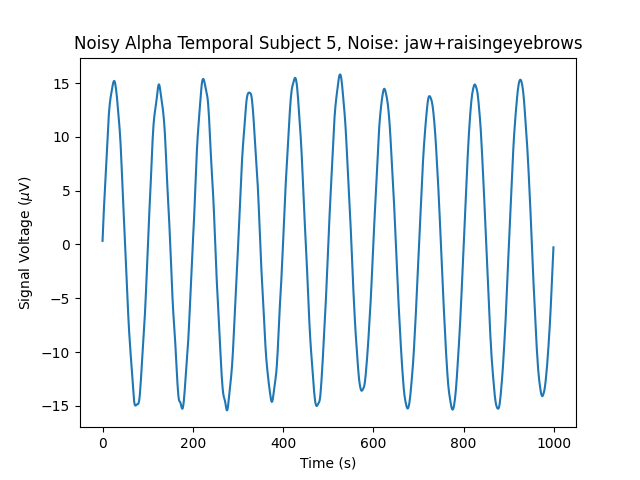 Noisy Alpha Temporal Subject 5, Noise: jaw+raisingeyebrows
15
10
5
0
−5
−10
−15
Signal Voltage (μV)
0 200 400 600 800 1000
Time (s)